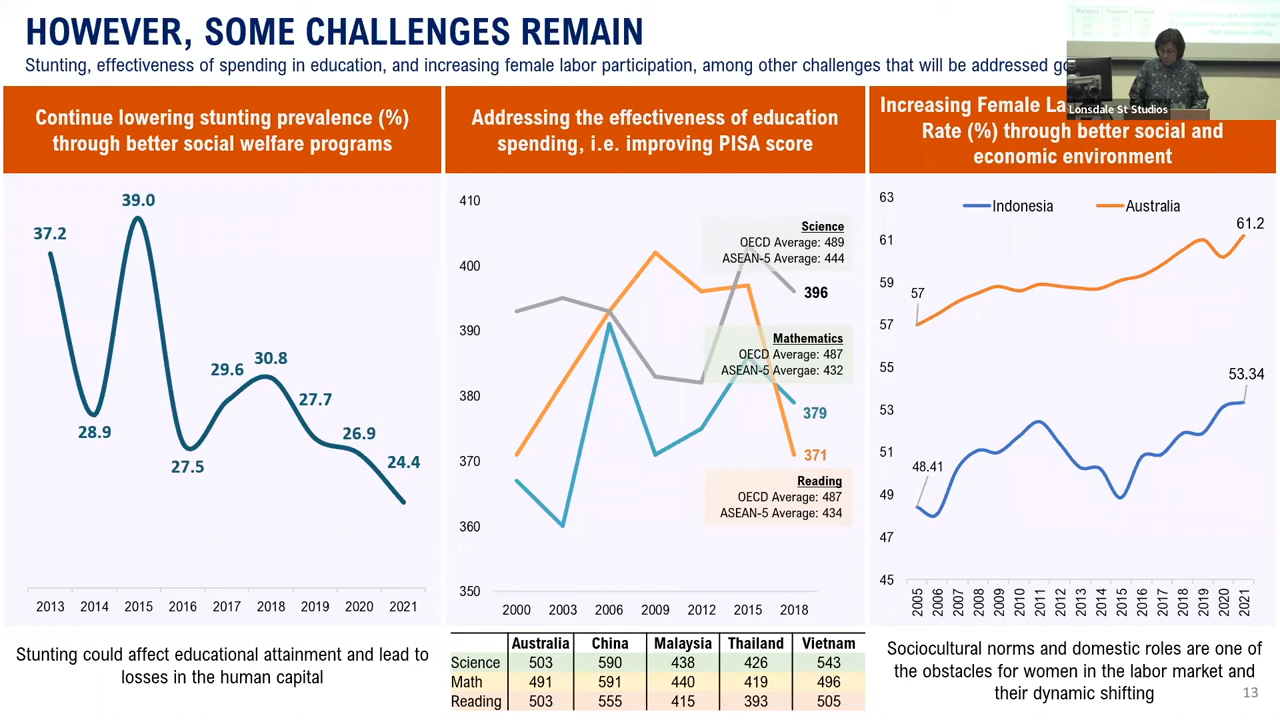 HOWEVER, SOME CHALLENGES REMAIN
Stunting, effectiveness of spending in education, and increasing female labor participation, among other challenges that will be addressed
Lonsdale St Studios
Continue lowering stunting prevalence (%)
through better social welfare programs
39.0
37.2
30.8
29.6
28.9
27.7
27.5
26.9
24.4
2013 2014 2015 2016 2017 2018 2019 2020 2021
Stunting could affect educational attainment and lead to
losses in the human capital
Addressing the effectiveness of education
spending, i.e. improving PISA score
410
400
390
380
370
360
350
Science
OECD Average: 489
ASEAN-5 Average: 444
396
Mathematics
OECD Average: 487
ASEAN-5 Avergae: 432
379
371
Reading
OECD Average: 487
ASEAN-5 Average: 434
2000 2003 2006 2009 2012 2015 2018
Australia China Malaysia Thailand Vietnam
Science 503 590 438 426 543
Math 491 591 440 419 496
Reading 503 555 415 393 505
Increasing Female
Rate (%) through better social and
economic environment
63
61
59
57
55
53
51
49
47
45
Indonesia Australia
61.2
57
53.34
48.41
2005 2006 2007 2008 2009 2010 2011 2012 2013 2014 2015 2016 2017 2018 2019 2020 2021
Sociocultural norms and domestic roles are one of
the obstacles for women in the labor market and
their dynamic shifting
13